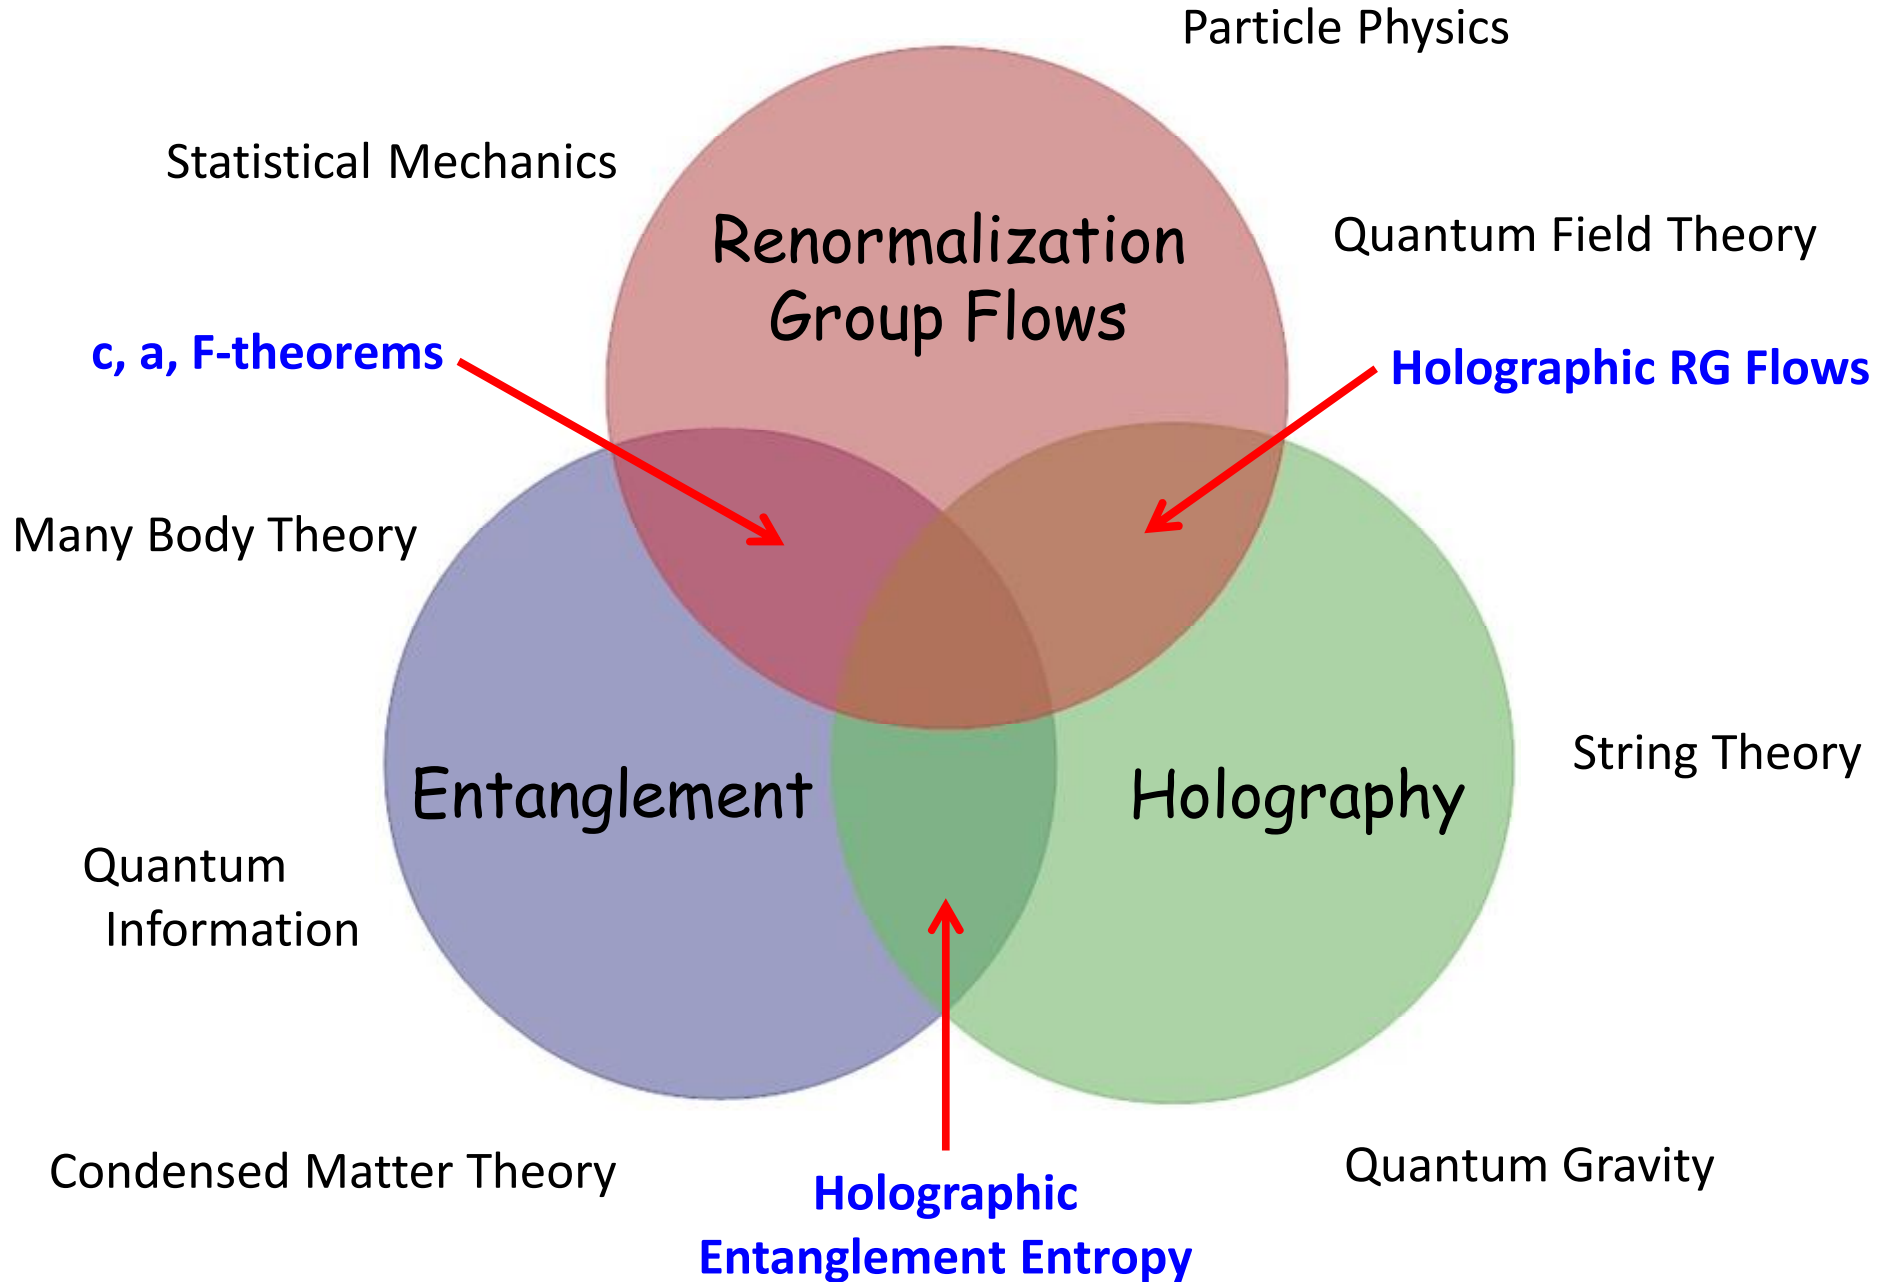 Particle Physics
Statistical Mechanics
Renormalization
Group Flows
Quantum Field Theory
c, a, F-theorems
Holographic RG Flows
Many Body Theory
Entanglement
Holography
String Theory
Quantum
Information
Condensed Matter Theory
Quantum Gravity
Holographic
Entanglement Entropy